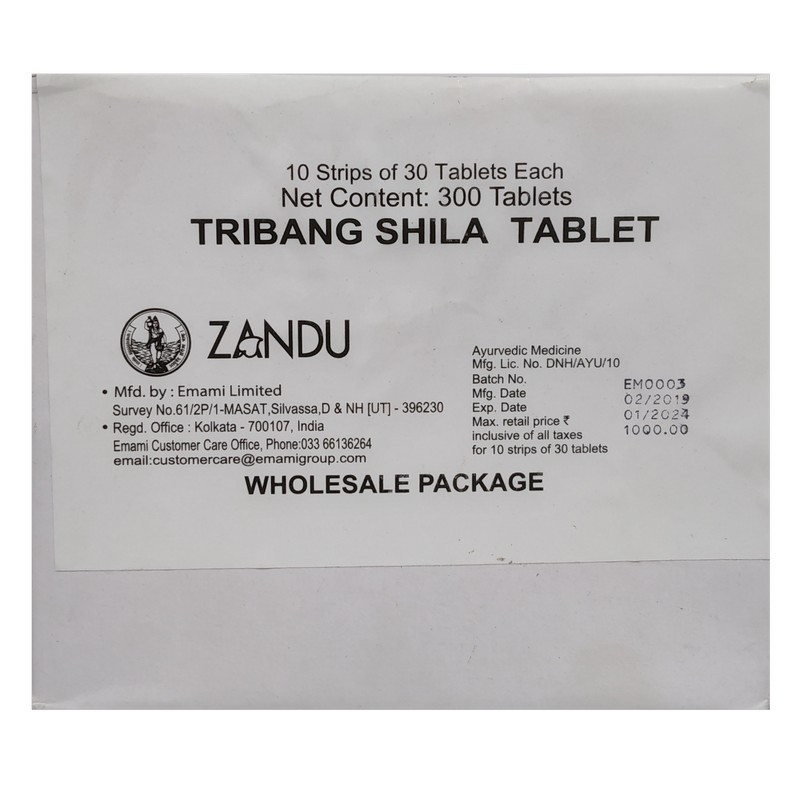 10 Strips of 30 Tablets Each
Net Content: 300 Tablets
TRIBANG SHILA TABLET
ZANDU
• Mfd. by : Emami Limited
Survey No.61/2P/1-MASAT,Silvassa,D & NH [UT] - 396230
• Regd. Office : Kolkata - 700107, India
Emami Customer Care Office, Phone:033 66136264
email:customercare@emamigroup.com
Ayurvedic Medicine
Mfg. Lic. No. DNH/AYU/10
Batch No. EM0003
Mfg. Date 02/2019
Exp. Date 01/2024
Max. retail price ₹ 1000.00
inclusive of all taxes
for 10 strips of 30 tablets
WHOLESALE PACKAGE